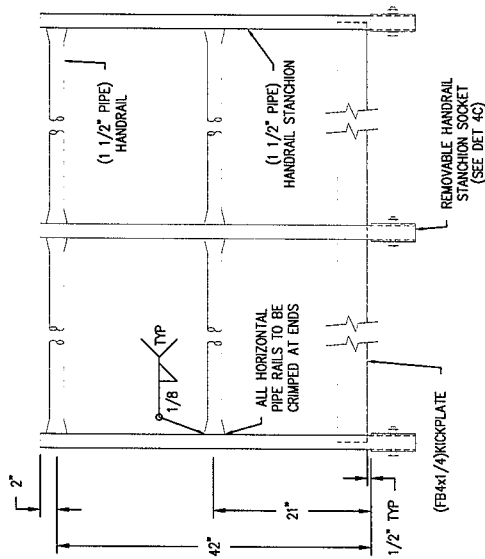 2"
42"
21"
1/2" TYP
1/8
TYP
ALL HORIZONTAL
PIPE RAILS TO BE
CRIMPED AT ENDS
(1 1/2" PIPE)
HANDRAIL
(1 1/2" PIPE)
HANDRAIL STANCHION
(FB4x1/4)KICKPLATE
REMOVABLE HANDRAIL
STANCHION SOCKET
(SEE DET 4C)